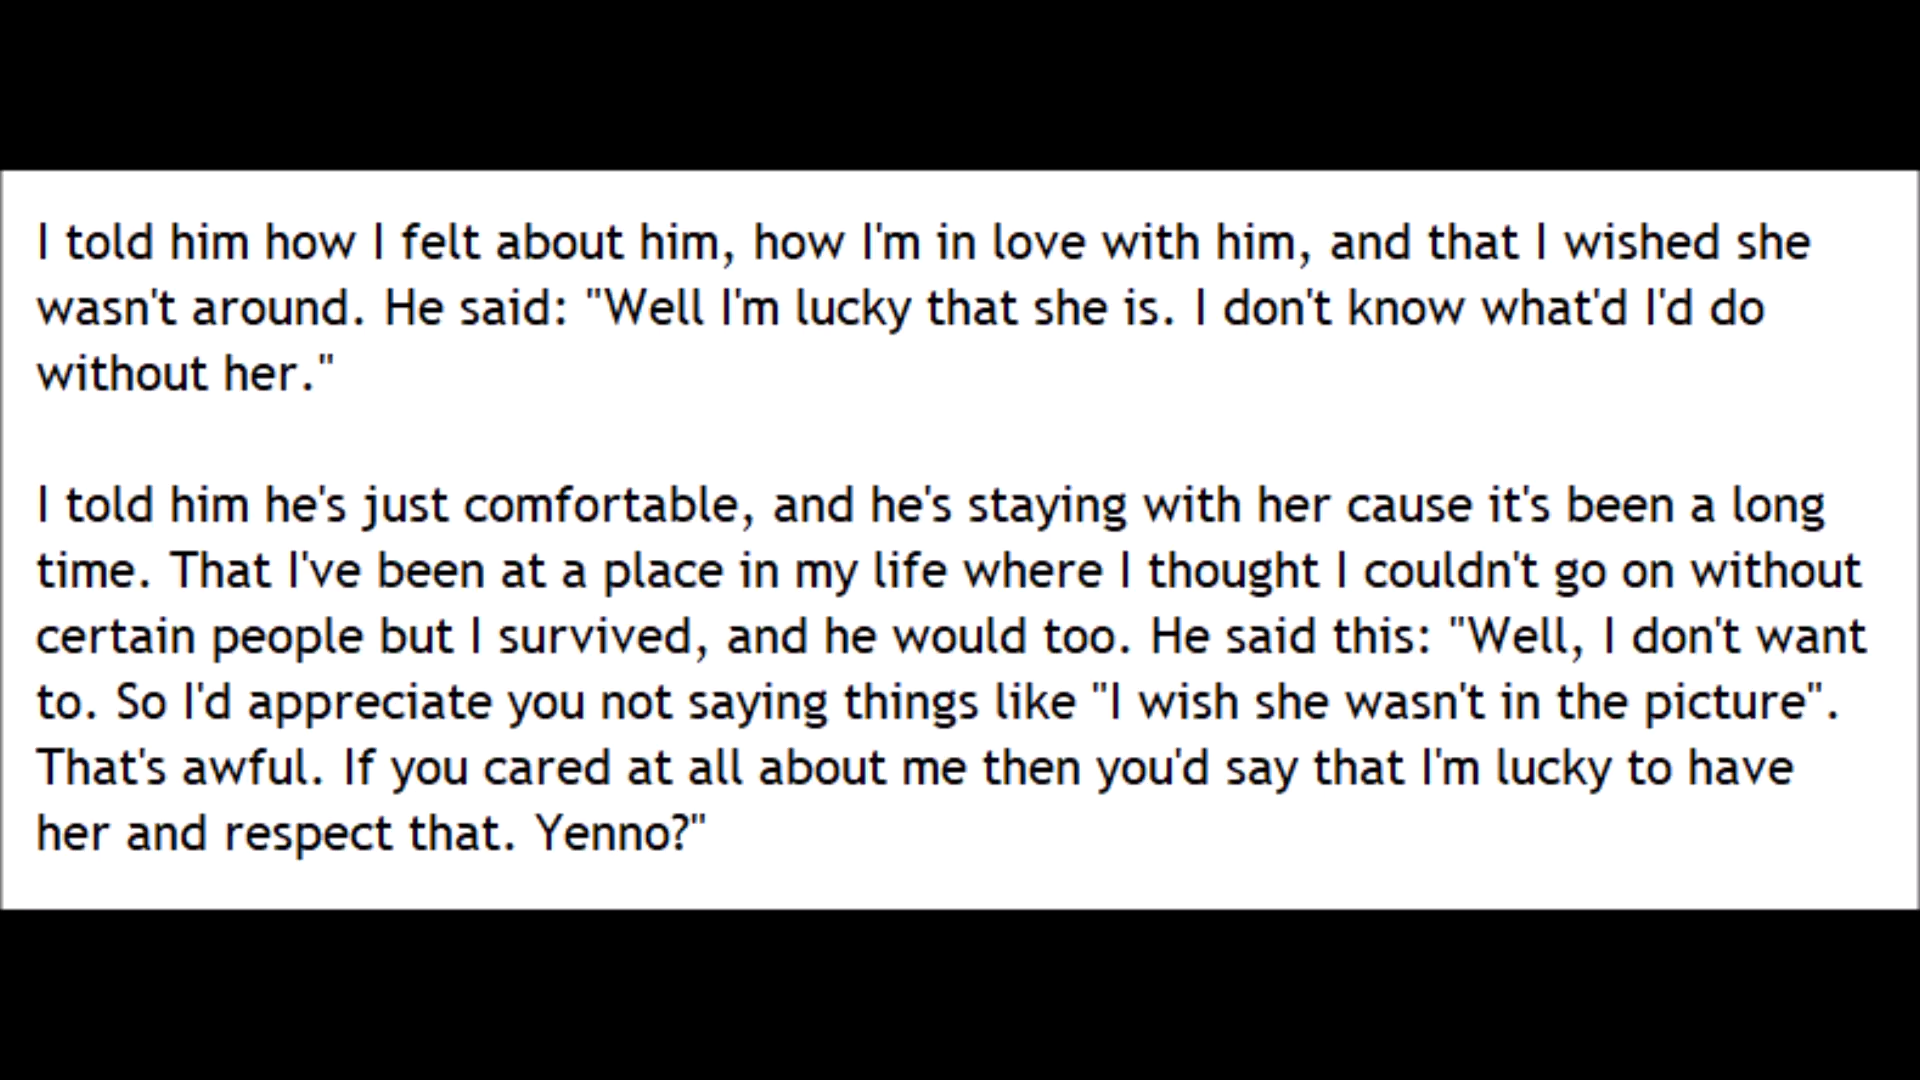 I told him how I felt about him, how I'm in love with him, and that I wished she
wasn't around. He said: "Well I'm lucky that she is. I don't know what'd I'd do
without her."
I told him he's just comfortable, and he's staying with her cause it's been a long
time. That I've been at a place in my life where I thought I couldn't go on without
certain people but I survived, and he would too. He said this: "Well, I don't want
to. So I'd appreciate you not saying things like "I wish she wasn't in the picture".
That's awful. If you cared at all about me then you'd say that I'm lucky to have
her and respect that. Yenno?"